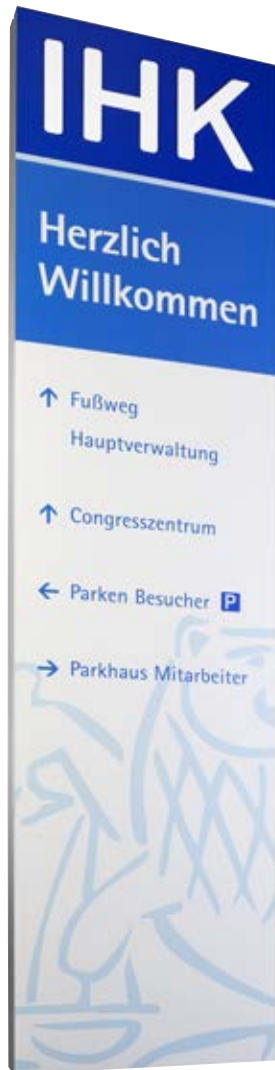 IHK
Herzlich
Willkommen
↑ Fußweg
Hauptverwaltung
↑ Congresszentrum
← Parken Besucher P
→ Parkhaus Mitarbeiter